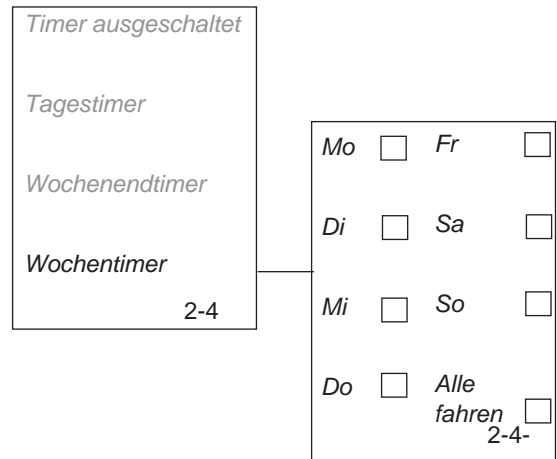 Timer ausgeschaltet
Tagestimer
Wochenendtimer
Wochentimer
2-4
Mo Fr
Di Sa
Mi So
Do Alle
fahren
2-4-